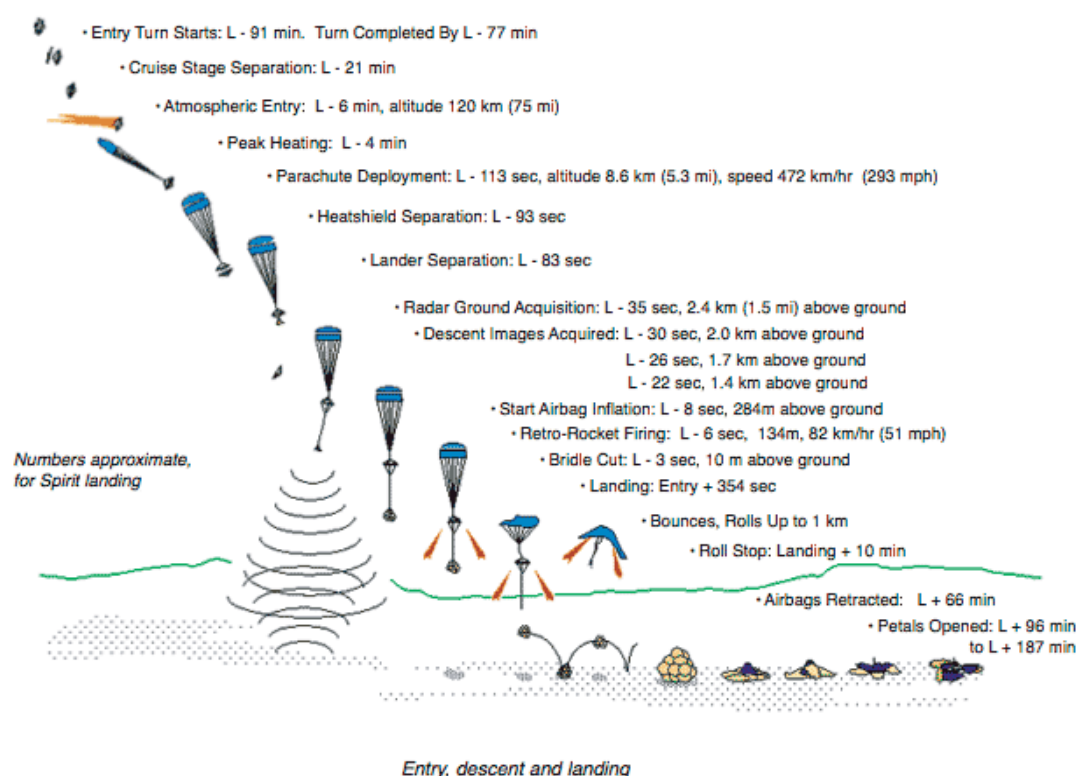 • Entry Turn Starts: L - 91 min. Turn Completed By L - 77 min
• Cruise Stage Separation: L - 21 min
• Atmospheric Entry: L - 6 min, altitude 120 km (75 mi)
• Peak Heating: L - 4 min
• Parachute Deployment: L - 113 sec, altitude 8.6 km (5.3 mi), speed 472 km/hr (293 mph)
• Heatshield Separation: L - 93 sec
• Lander Separation: L - 83 sec
• Radar Ground Acquisition: L - 35 sec, 2.4 km (1.5 mi) above ground
• Descent Images Acquired: L - 30 sec, 2.0 km above ground
L - 26 sec, 1.7 km above ground
L - 22 sec, 1.4 km above ground
• Start Airbag Inflation: L - 8 sec, 284m above ground
• Retro-Rocket Firing: L - 6 sec, 134m, 82 km/hr (51 mph)
• Bridle Cut: L - 3 sec, 10 m above ground
• Landing: Entry + 354 sec
• Bounces, Rolls Up to 1 km
• Roll Stop: Landing + 10 min
• Airbags Retracted: L + 66 min
• Petals Opened: L + 96 min
to L + 187 min
Numbers approximate,
for Spirit landing
Entry, descent and landing